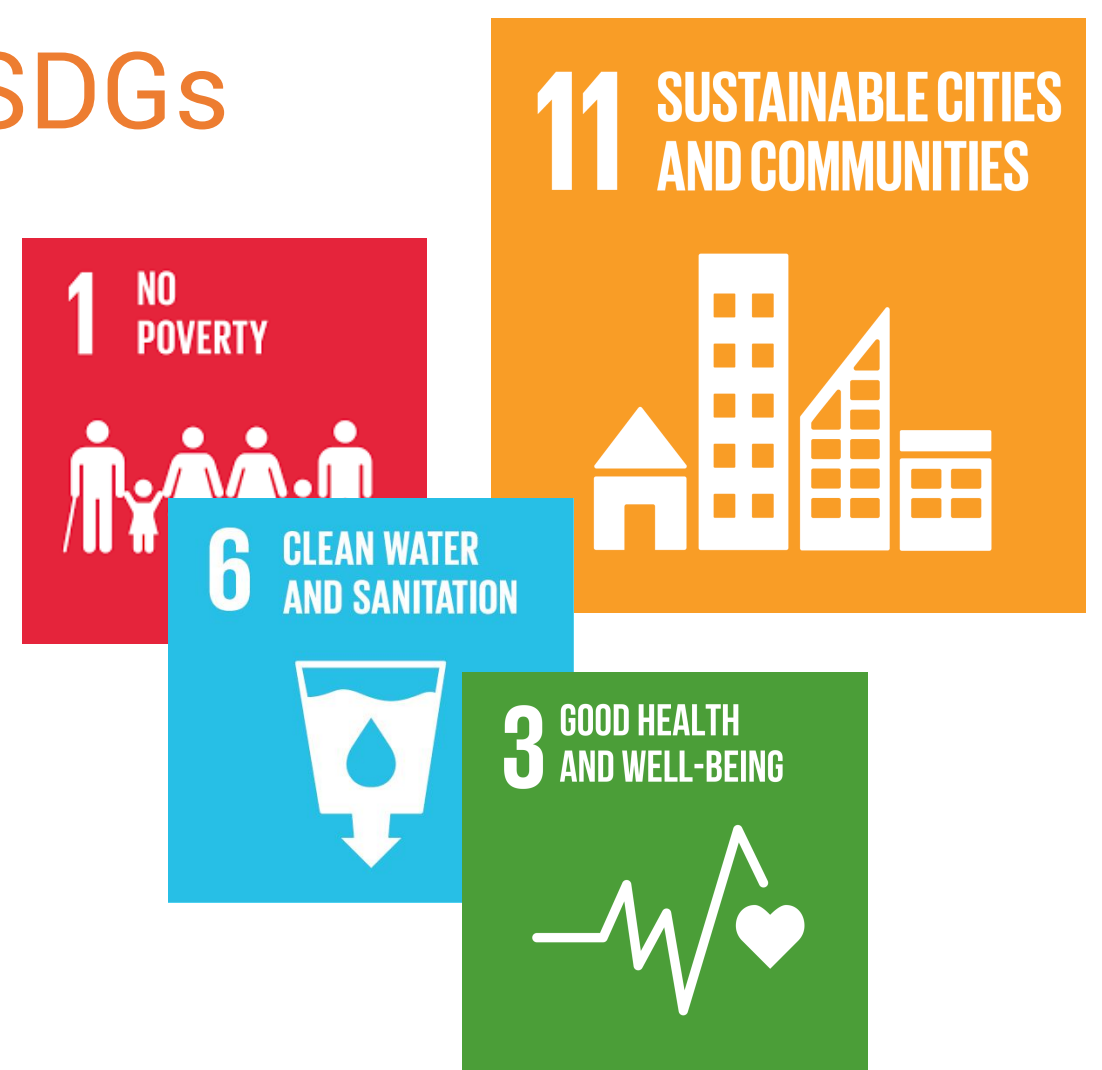 SDGs
11 SUSTAINABLE CITIES
AND COMMUNITIES
1 NO
POVERTY
6 CLEAN WATER
AND SANITATION
3 GOOD HEALTH
AND WELL-BEING